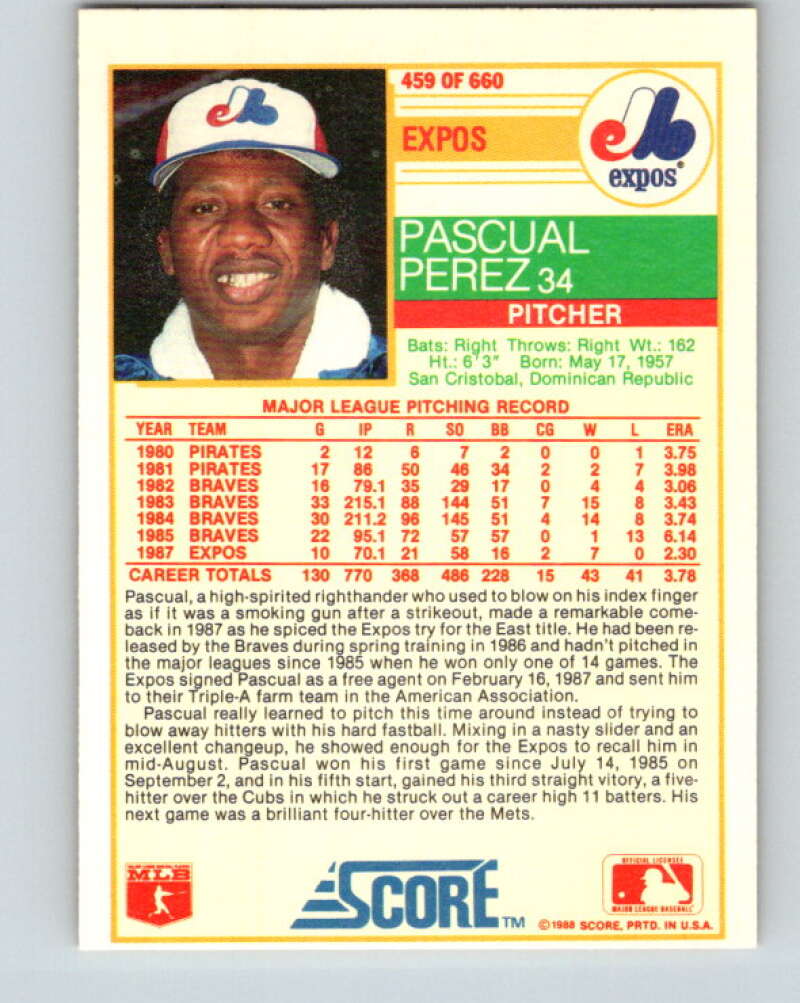 459 OF 660
EXPOS
expos
PASCUAL
PEREZ 34
PITCHER
Bats: Right Throws: Right Wt.: 162
Ht.: 6'3" Born: May 17, 1957
San Cristobal, Dominican Republic
MAJOR LEAGUE PITCHING RECORD
YEAR TEAM G IP R SO BB CG W L ERA
1980 PIRATES 2 12 6 7 2 0 0 1 3.75
1981 PIRATES 17 86 50 46 34 2 2 7 3.98
1982 BRAVES 16 79.1 35 29 17 0 4 4 3.06
1983 BRAVES 33 215.1 88 144 51 7 15 8 3.43
1984 BRAVES 30 211.2 96 145 51 4 14 8 3.74
1985 BRAVES 22 95.1 72 57 57 0 1 13 6.14
1987 EXPOS 10 70.1 21 58 16 2 7 0 2.30
CAREER TOTALS 130 770 368 486 228 15 43 41 3.78
Pascual, a high-spirited righthander who used to blow on his index finger
as if it was a smoking gun after a strikeout, made a remarkable come-
back in 1987 as he spiced the Expos try for the East title. He had been re-
leased by the Braves during spring training in 1986 and hadn't pitched in
the major leagues since 1985 when he won only one of 14 games. The
Expos signed Pascual as a free agent on February 16, 1987 and sent him
to their Triple-A farm team in the American Association.
Pascual really learned to pitch this time around instead of trying to
blow away hitters with his hard fastball. Mixing in a nasty slider and an
excellent changeup, he showed enough for the Expos to recall him in
mid-August. Pascual won his first game since July 14, 1985 on
September 2, and in his fifth start, gained his third straight vitory, a five-
hitter over the Cubs in which he struck out a career high 11 batters. His
next game was a brilliant four-hitter over the Mets.
MLB
SCORE TM
OFFICIAL LICENSEE
MAJOR LEAGUE BASEBALL
©1988 SCORE, PRTD. IN U.S.A.